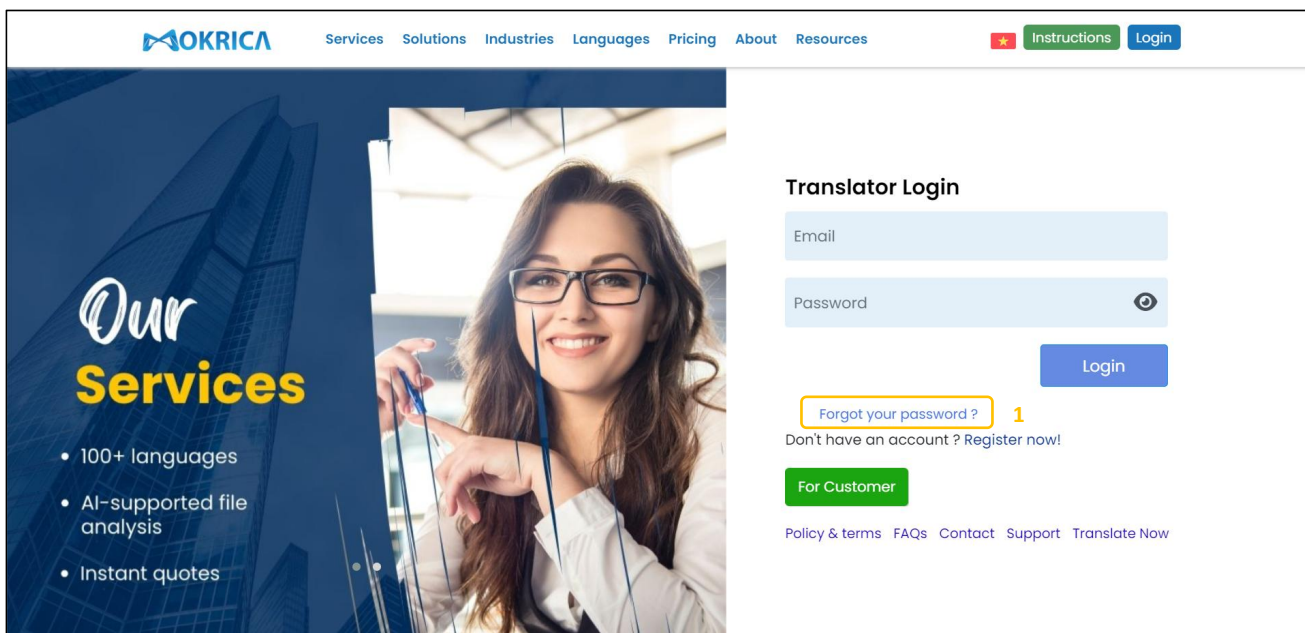 MOKRICA
Services Solutions Industries Languages Pricing About Resources
Instructions Login
Our
Services
• 100+ languages
• AI-supported file
analysis
• Instant quotes
Translator Login
Email
Password
Login
Forgot your password ? 1
Don't have an account ? Register now!
For Customer
Policy & terms FAQs Contact Support Translate Now